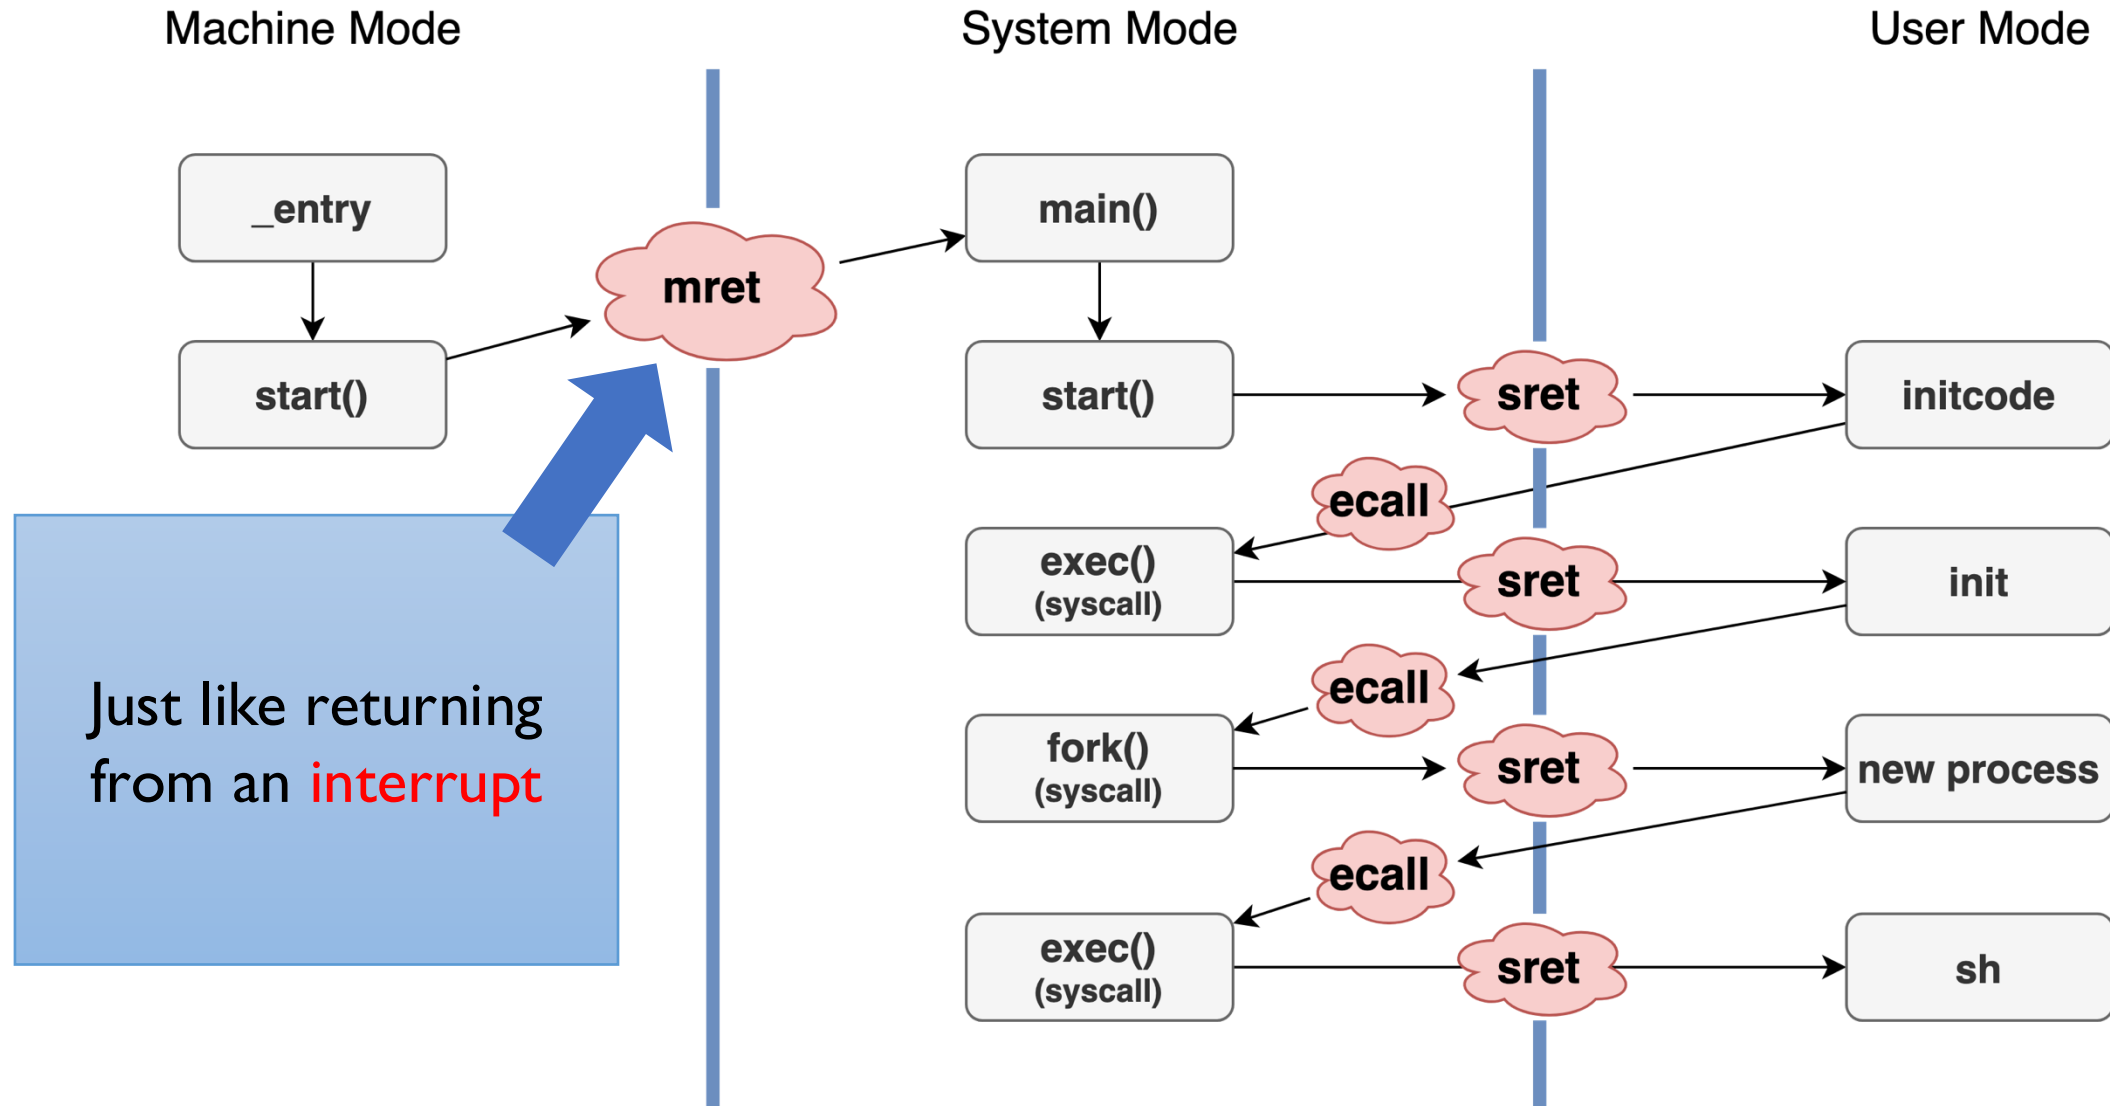 Machine Mode
System Mode
User Mode
_entry
main()
mret
start()
start()
sret
initcode
ecall
exec()
(syscall)
sret
init
ecall
Just like returning
from an interrupt
fork()
(syscall)
sret
new process
ecall
exec()
(syscall)
sret
sh